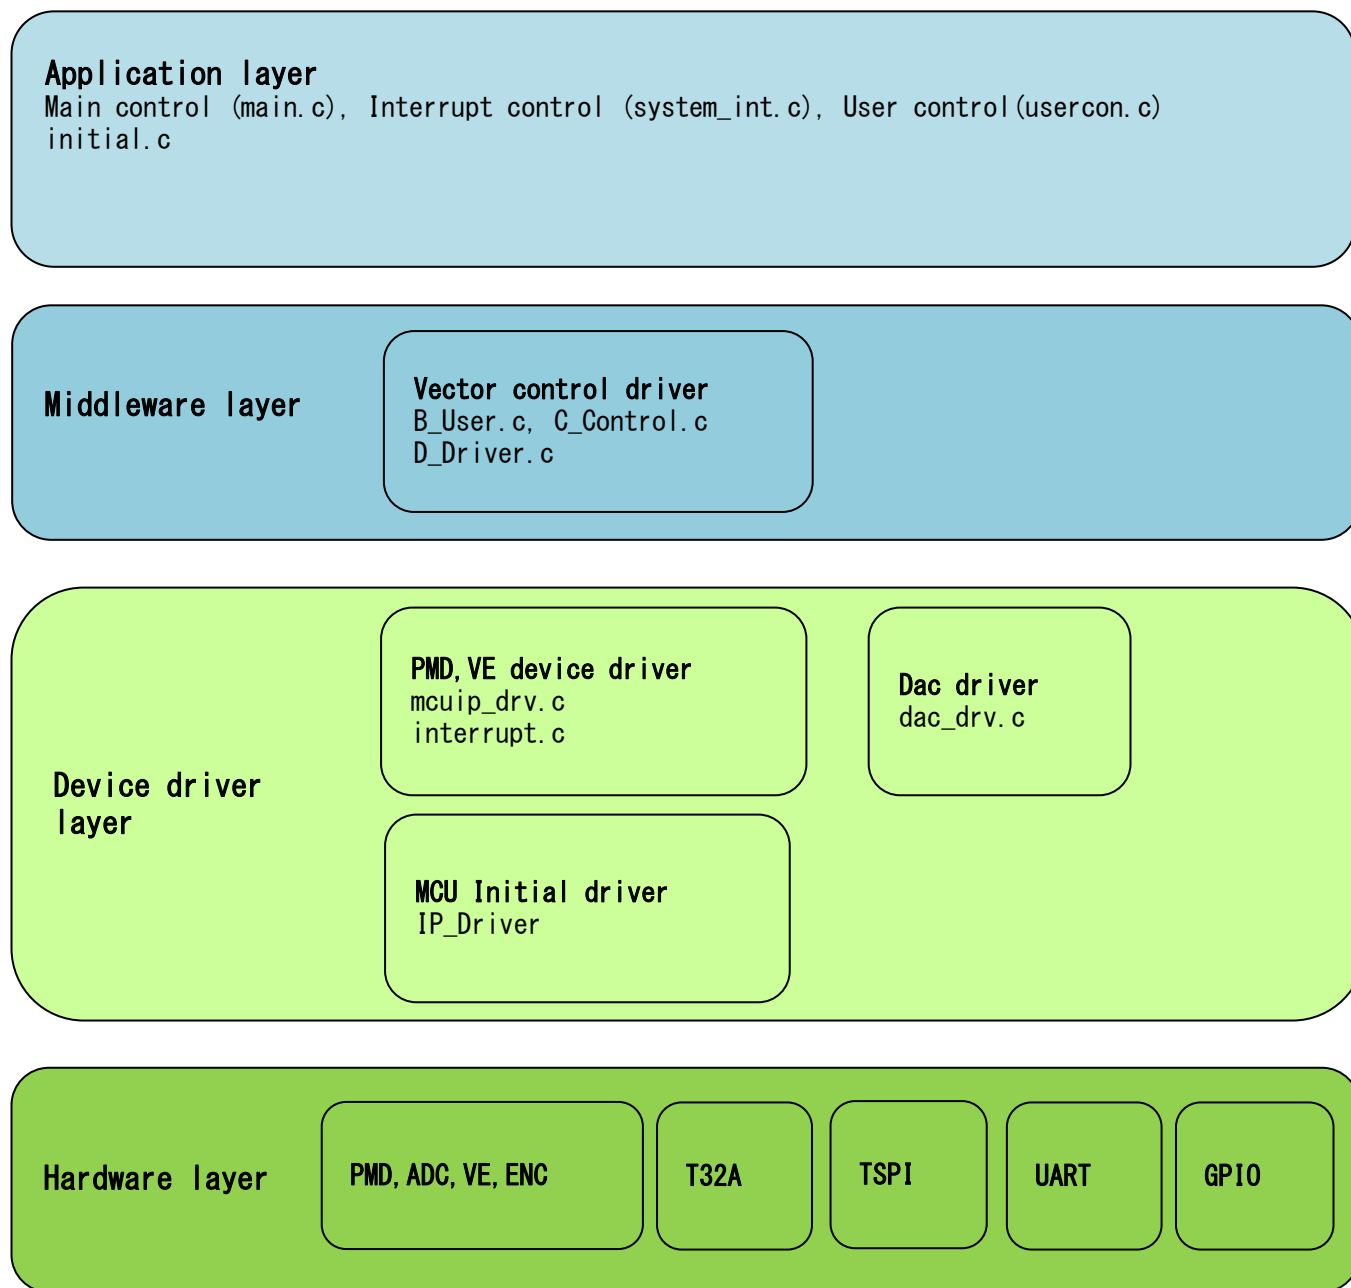 Application layer
Main control (main.c), Interrupt control (system_int.c), User control(usercon.c)
initial.c
Middleware layer
Vector control driver
B_User.c, C_Control.c
D_Driver.c
Device driver
layer
PMD,VE device driver
mcuip_drv.c
interrupt.c
Dac driver
dac_drv.c
MCU Initial driver
IP_Driver
Hardware layer
PMD,ADC,VE,ENC
T32A
TSPI
UART
GPIO